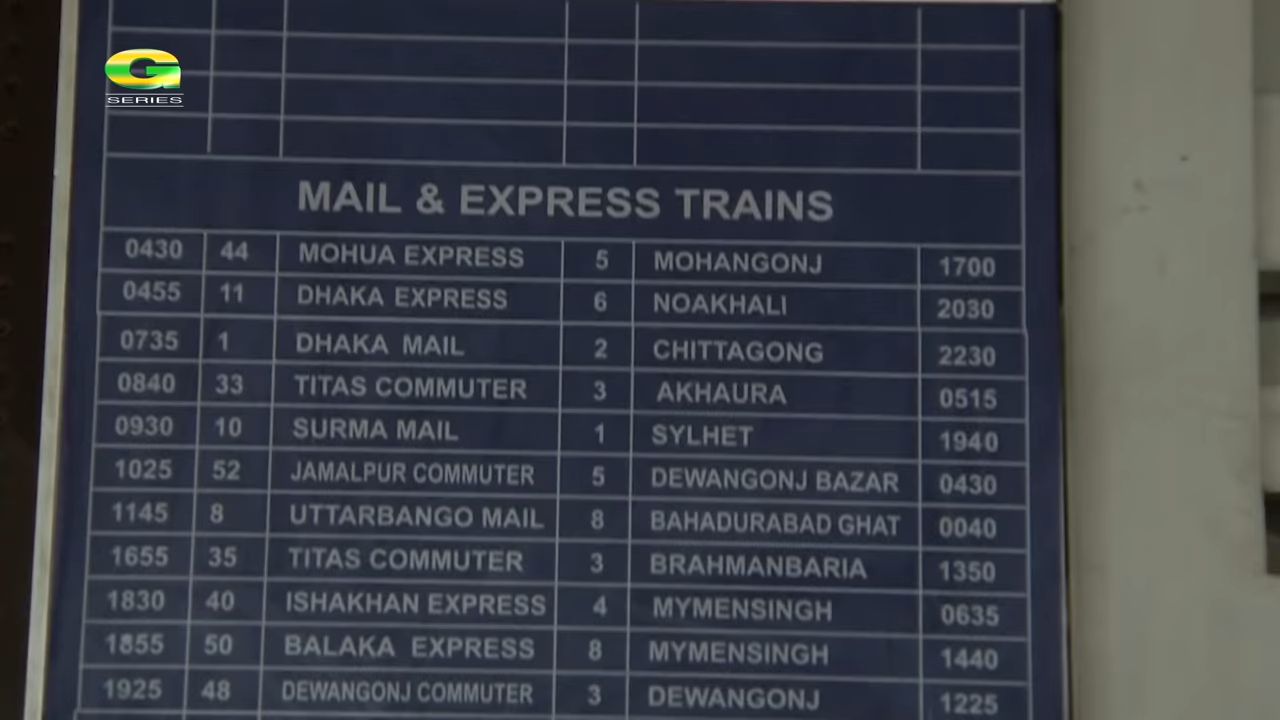 G
SERIES
MAIL & EXPRESS TRAINS
0430 44 MOHUA EXPRESS 5 MOHANGONJ 1700
0455 11 DHAKA EXPRESS 6 NOAKHALI 2030
0735 1 DHAKA MAIL 2 CHITTAGONG 2230
0840 33 TITAS COMMUTER 3 AKHAURA 0515
0930 10 SURMA MAIL 1 SYLHET 1940
1025 52 JAMALPUR COMMUTER 5 DEWANGONJ BAZAR 0430
1145 8 UTTARBANGO MAIL 8 BAHADURABAD GHAT 0040
1655 35 TITAS COMMUTER 3 BRAHMANBARIA 1350
1830 40 ISHAKHAN EXPRESS 4 MYMENSINGH 0635
1855 50 BALAKA EXPRESS 8 MYMENSINGH 1440
1925 48 DEWANGONJ COMMUTER 3 DEWANGONJ 1225